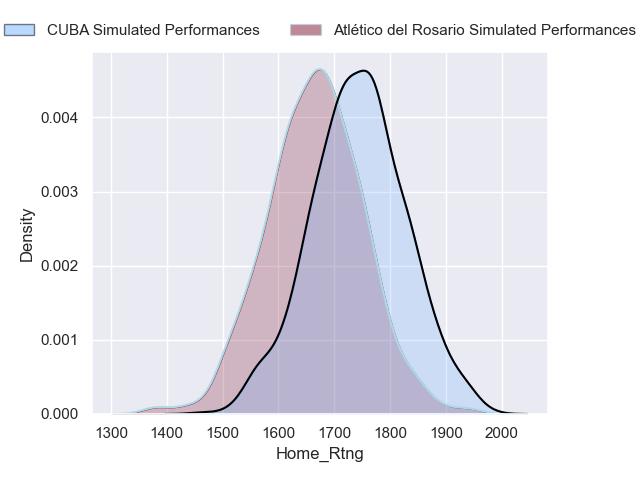 CUBA Simulated Performances
Atlético del Rosario Simulated Performances
0.004
0.003
0.002
0.001
0.000
Density
1300 1400 1500 1600 1700 1800 1900 2000
Home_Rtng